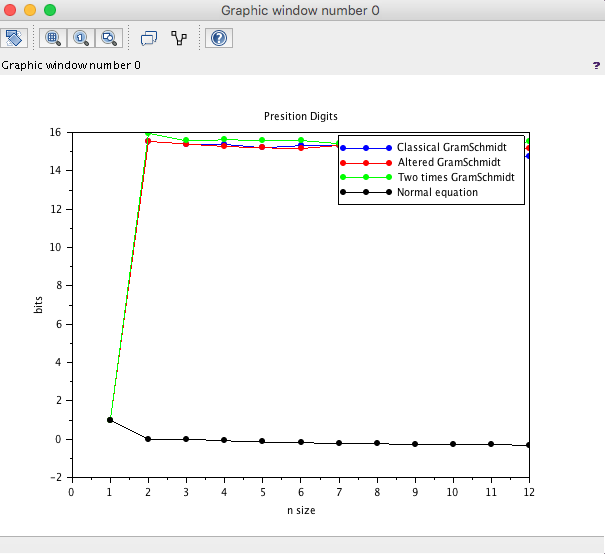 Graphic window number 0
Graphic window number 0
?
Presition Digits
16
14
12
10
8
6
4
2
0
−2
bits
Classical GramSchmidt
Altered GramSchmidt
Two times GramSchmidt
Normal equation
0 1 2 3 4 5 6 7 8 9 10 11 12
n size